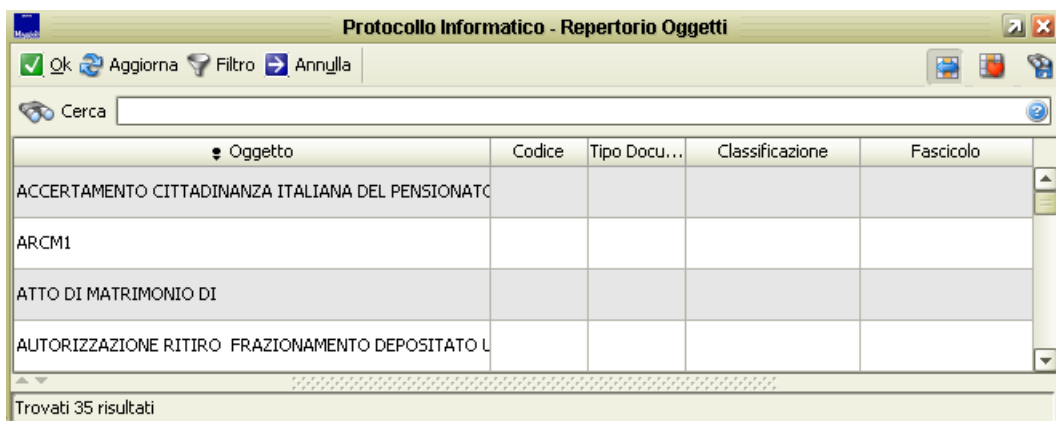 Protocollo Informatico - Repertorio Oggetti
Ok Aggiorna Filtro Annulla
Cerca
Oggetto Codice Tipo Docu... Classificazione Fascicolo
ACCERTAMENTO CITTADINANZA ITALIANA DEL PENSIONATO
ARCM1
ATTO DI MATRIMONIO DI
AUTORIZZAZIONE RITIRO FRAZIONAMENTO DEPOSITATO
Trovati 35 risultati